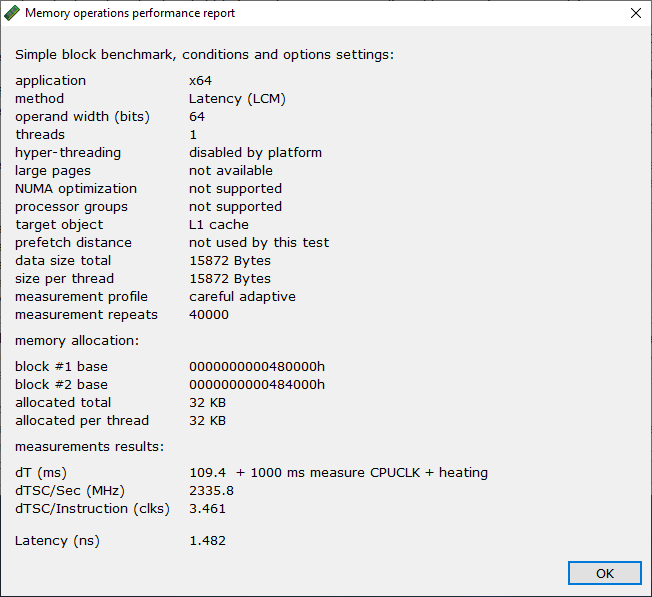 Memory operations performance report
Simple block benchmark, conditions and options settings:
application x64
method Latency (LCM)
operand width (bits) 64
threads 1
hyper-threading disabled by platform
large pages not available
NUMA optimization not supported
processor groups not supported
target object L1 cache
prefetch distance not used by this test
data size total 15872 Bytes
size per thread 15872 Bytes
measurement profile careful adaptive
measurement repeats 40000
memory allocation:
block #1 base 0000000000480000h
block #2 base 0000000000484000h
allocated total 32 KB
allocated per thread 32 KB
measurements results:
dT (ms) 109.4 + 1000 ms measure CPUCLK + heating
dTSC/Sec (MHz) 2335.8
dTSC/Instruction (clks) 3.461
Latency (ns) 1.482
OK